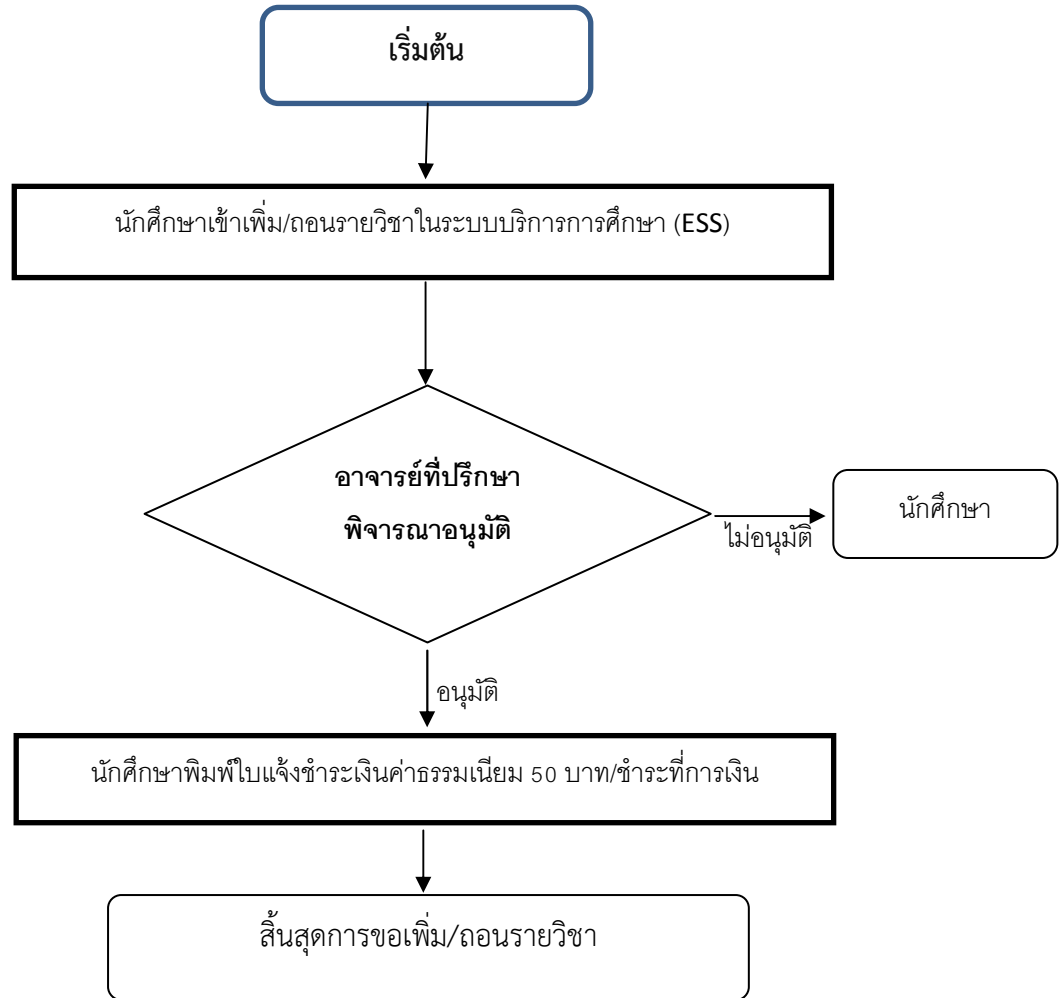 เริ่มต้น
นักศึกษาเข้าเพิ่ม/ถอนรายวิชาในระบบบริการการศึกษา (ESS)
อาจารย์ที่ปรึกษา
พิจารณาอนุมัติ
ไม่อนุมัติ
นักศึกษา
อนุมัติ
นักศึกษาพิมพ์ใบแจ้งชำระเงินค่าธรรมเนียม 50 บาท/ชำระที่การเงิน
สิ้นสุดการขอเพิ่ม/ถอนรายวิชา